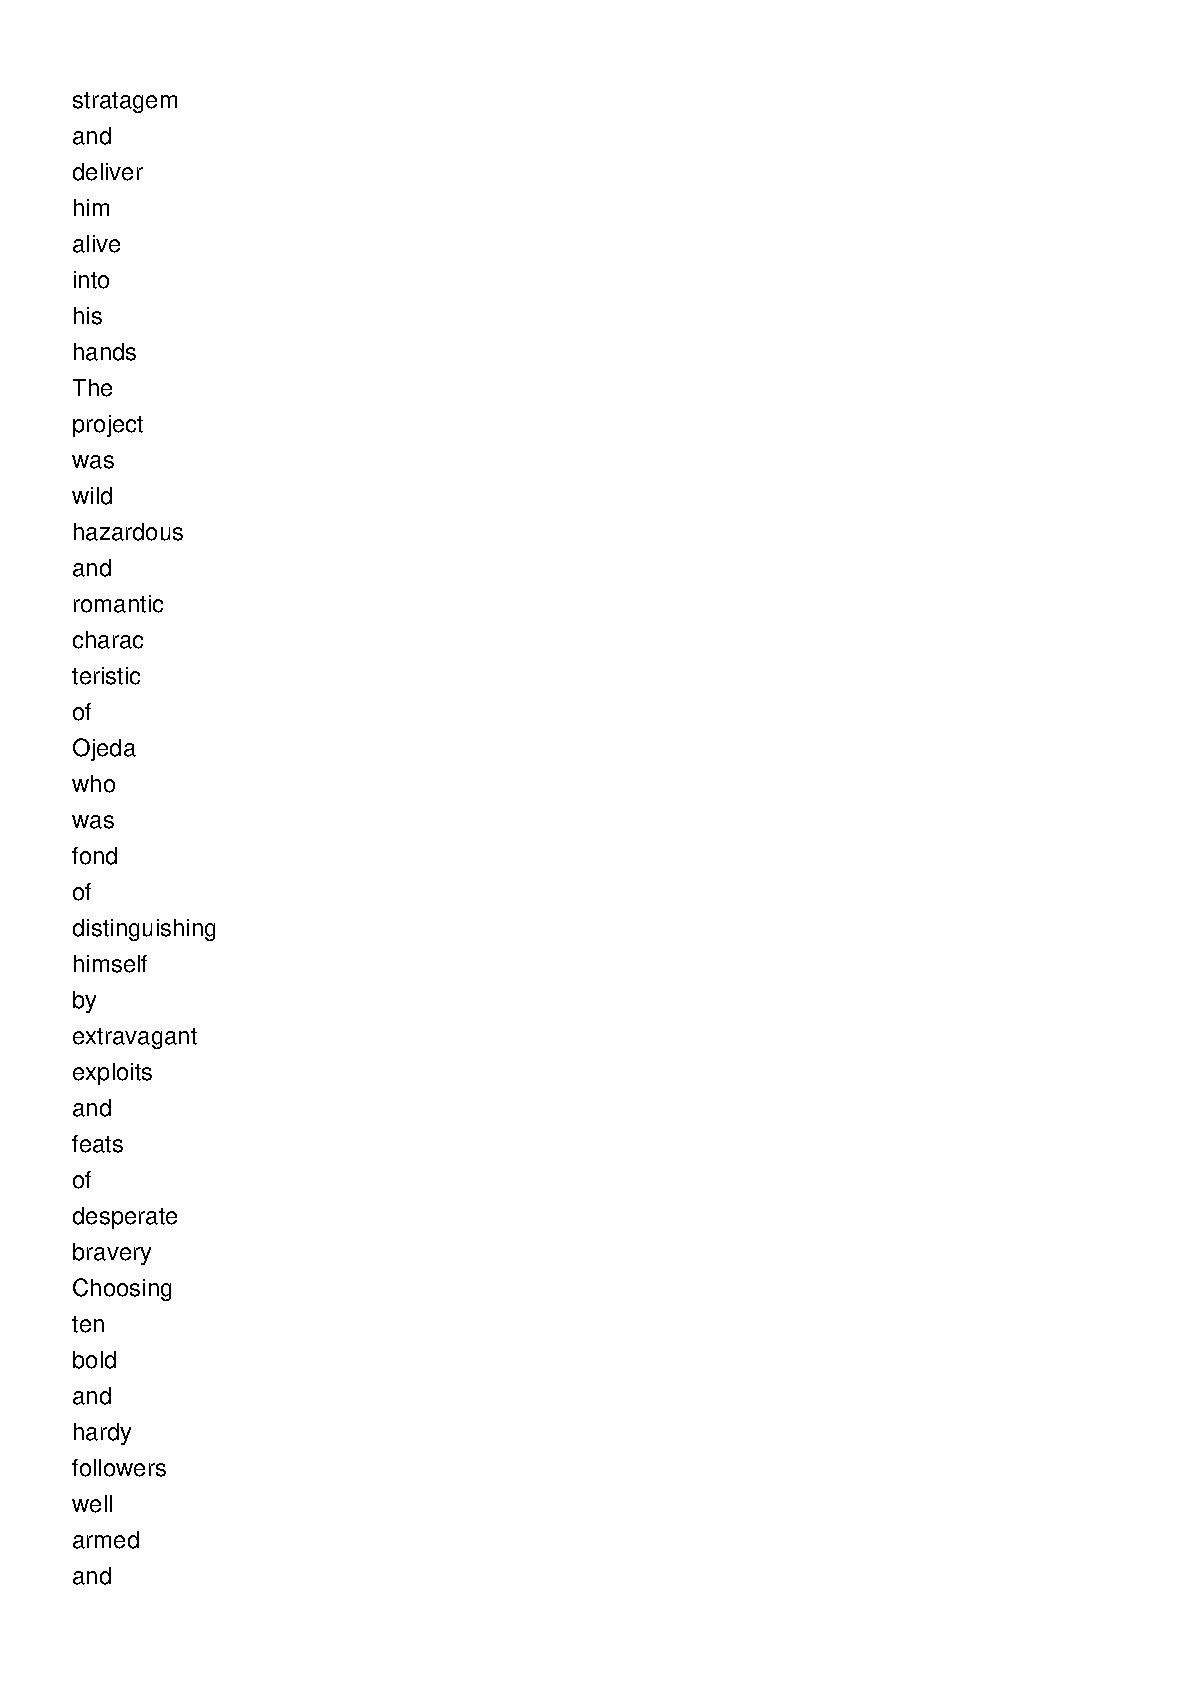 stratagem
and
deliver
him
alive
into
his
hands
The
project
was
wild
hazardous
and
romantic
charac
teristic
of
Ojeda
who
was
fond
of
distinguishing
himself
by
extravagant
exploits
and
feats
of
desperate
bravery
Choosing
ten
bold
and
hardy
followers
well
armed
and